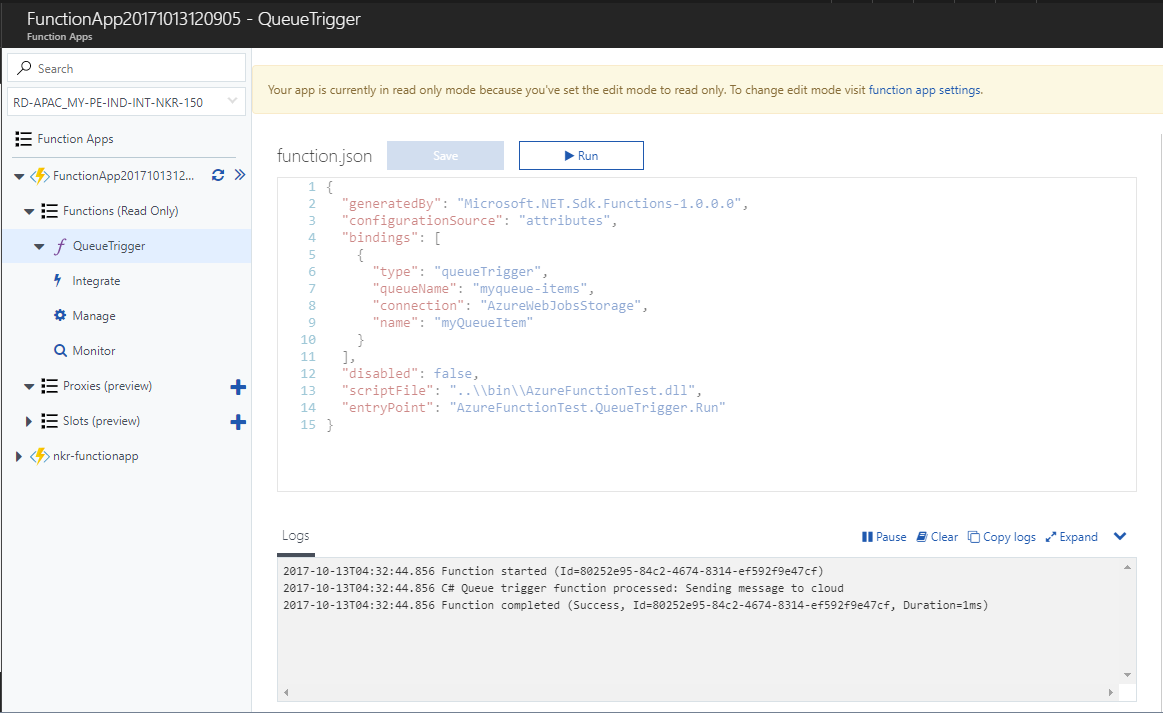 FunctionApp20171013120905 - QueueTrigger
Function Apps
Search
RD-APAC_MY-PE-IND-INT-NKR-150
Function Apps
FunctionApp2017101312...
Functions (Read Only)
QueueTrigger
Integrate
Manage
Monitor
Proxies (preview)
Slots (preview)
nkr-functionapp
Your app is currently in read only mode because you've set the edit mode to read only. To change edit mode visit function app settings.
function.json Save Run
1 {
2 "generatedBy": "Microsoft.NET.Sdk.Functions-1.0.0.0",
3 "configurationSource": "attributes",
4 "bindings": [
5 {
6 "type": "queueTrigger",
7 "queueName": "myqueue-items",
8 "connection": "AzureWebJobsStorage",
9 "name": "myQueueItem"
10 }
11 ],
12 "disabled": false,
13 "scriptFile": "..\\bin\\AzureFunctionTest.dll",
14 "entryPoint": "AzureFunctionTest.QueueTrigger.Run"
15 }
Logs Pause Clear Copy logs Expand
2017-10-13T04:32:44.856 Function started (Id=80252e95-84c2-4674-8314-ef592f9e47cf)
2017-10-13T04:32:44.856 C# Queue trigger function processed: Sending message to cloud
2017-10-13T04:32:44.856 Function completed (Success, Id=80252e95-84c2-4674-8314-ef592f9e47cf, Duration=1ms)